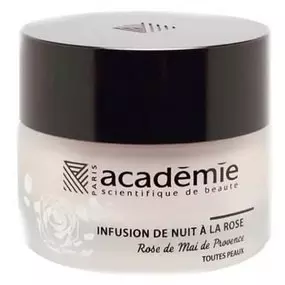 PARIS
académie
scientifique de beauté
INFUSION DE NUIT À LA ROSE
Rose de Mai de Provence
TOUTES PEAUX